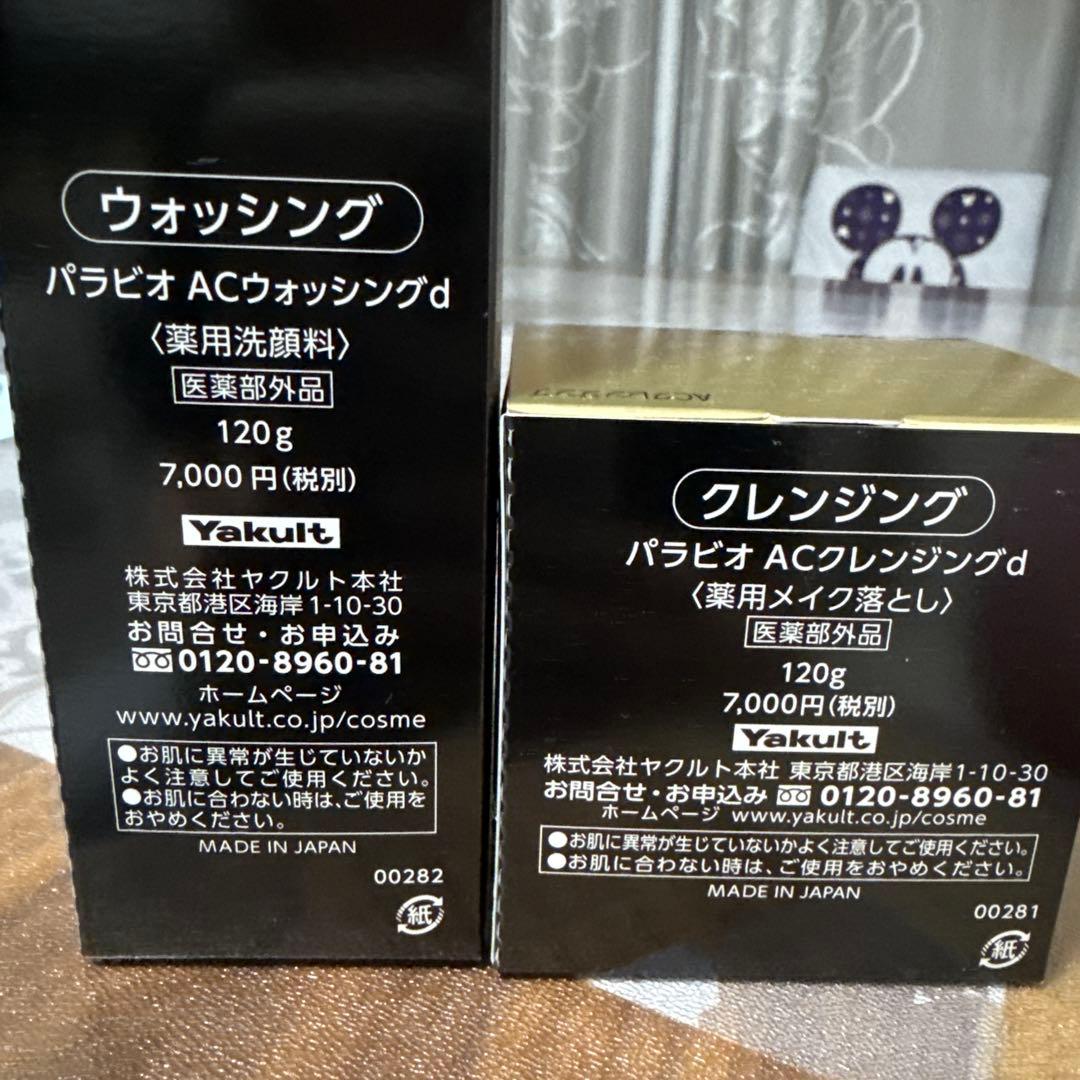 ウォッシング
パラビオ ACウォッシングd
〈薬用洗顔料〉
医薬部外品
120g
7,000円(税別)
Yakult
株式会社ヤクルト本社
東京都港区海岸1-10-30
お問合せ・お申込み
0120-8960-81
ホームページ
www.yakult.co.jp/cosme
●お肌に異常が生じていないか
よく注意してご使用ください。
●お肌に合わない時は、ご使用を
おやめください。
MADE IN JAPAN
00282
紙
ACクレンジング
クレンジング
パラビオ ACクレンジングd
〈薬用メイク落とし〉
医薬部外品
120g
7,000円(税別)
Yakult
株式会社ヤクルト本社 東京都港区海岸1-10-30
お問合せ・お申込み 0120-8960-81
ホームページ www.yakult.co.jp/cosme
●お肌に異常が生じていないかよく注意してご使用ください。
●お肌に合わない時は、ご使用をおやめください。
MADE IN JAPAN
00281
紙